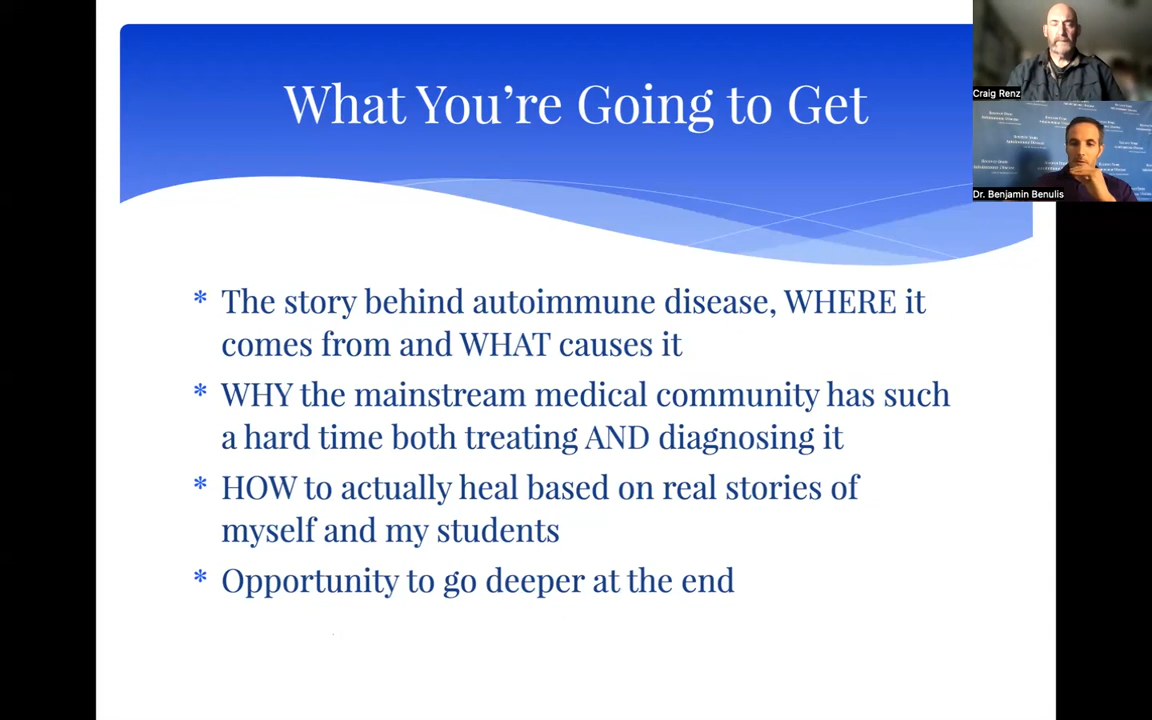 What You're Going to Get
Craig Renz
Dr. Benjamin Benulis
* The story behind autoimmune disease, WHERE it
comes from and WHAT causes it
* WHY the mainstream medical community has such
a hard time both treating AND diagnosing it
* HOW to actually heal based on real stories of
myself and my students
* Opportunity to go deeper at the end